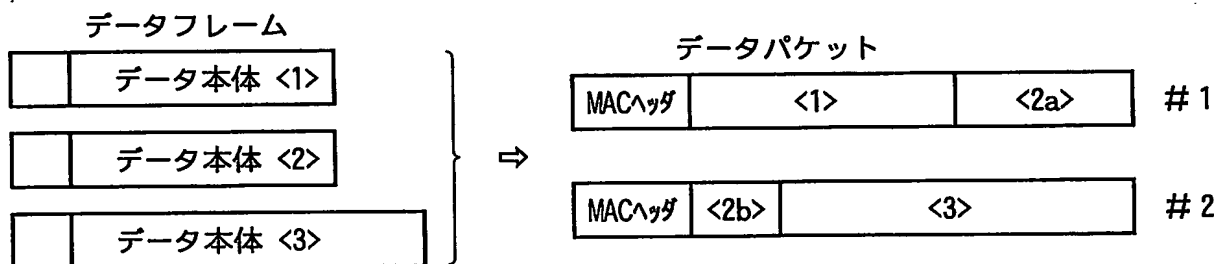 データフレーム
データ本体 <1>
データ本体 <2>
データ本体 <3>
⇨
データパケット
MACヘッダ <1> <2a> #1
MACヘッダ <2b> <3> #2